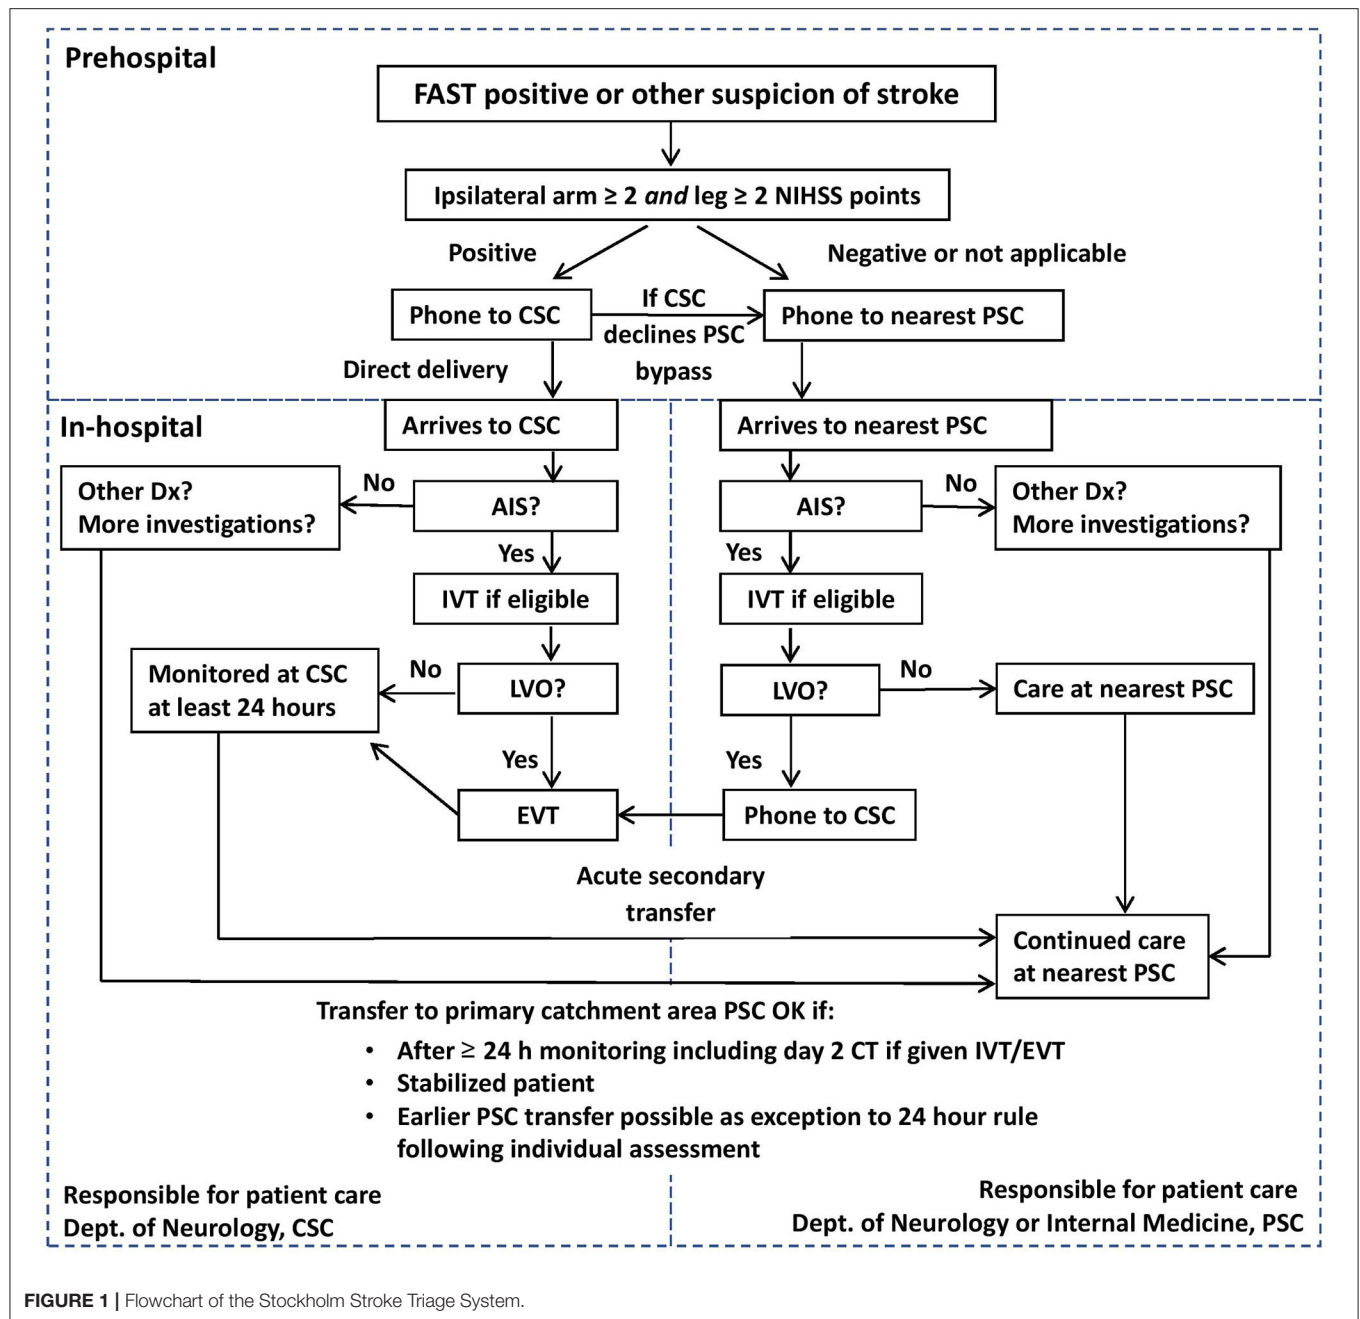 Prehospital
FAST positive or other suspicion of stroke
Ipsilateral arm ≥ 2 and leg ≥ 2 NIHSS points
Positive
Negative or not applicable
Phone to CSC
If CSC
declines PSC
bypass
Phone to nearest PSC
Direct delivery
In-hospital
Arrives to CSC
Arrives to nearest PSC
Other Dx?
More investigations?
No
AIS?
AIS?
No
Other Dx?
More investigations?
Yes
Yes
IVT if eligible
IVT if eligible
Monitored at CSC
at least 24 hours
No
LVO?
LVO?
No
Care at nearest PSC
Yes
Yes
EVT
Phone to CSC
Acute secondary
transfer
Continued care
at nearest PSC
Transfer to primary catchment area PSC OK if:
• After ≥ 24 h monitoring including day 2 CT if given IVT/EVT
• Stabilized patient
• Earlier PSC transfer possible as exception to 24 hour rule
following individual assessment
Responsible for patient care
Dept. of Neurology, CSC
Responsible for patient care
Dept. of Neurology or Internal Medicine, PSC
FIGURE 1 | Flowchart of the Stockholm Stroke Triage System.